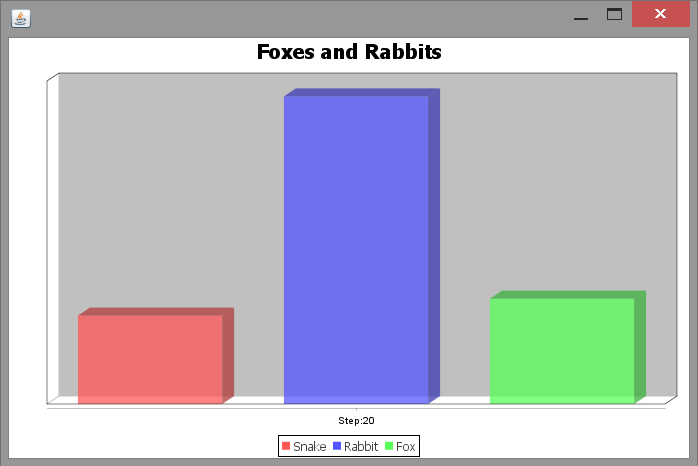 Foxes and Rabbits
Step:20
Snake Rabbit Fox